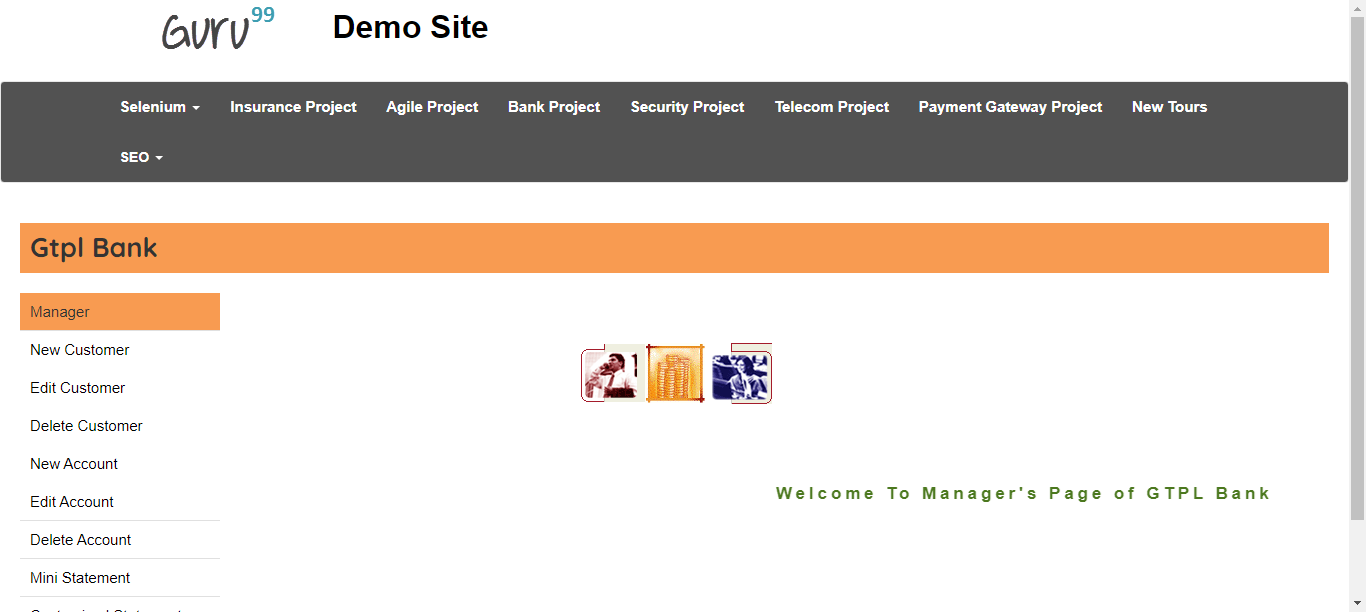 Guru99 Demo Site
Selenium Insurance Project Agile Project Bank Project Security Project Telecom Project Payment Gateway Project New Tours
SEO
Gtpl Bank
Manager
New Customer
Edit Customer
Delete Customer
New Account
Edit Account
Delete Account
Mini Statement
Welcome To Manager's Page of GTPL Bank